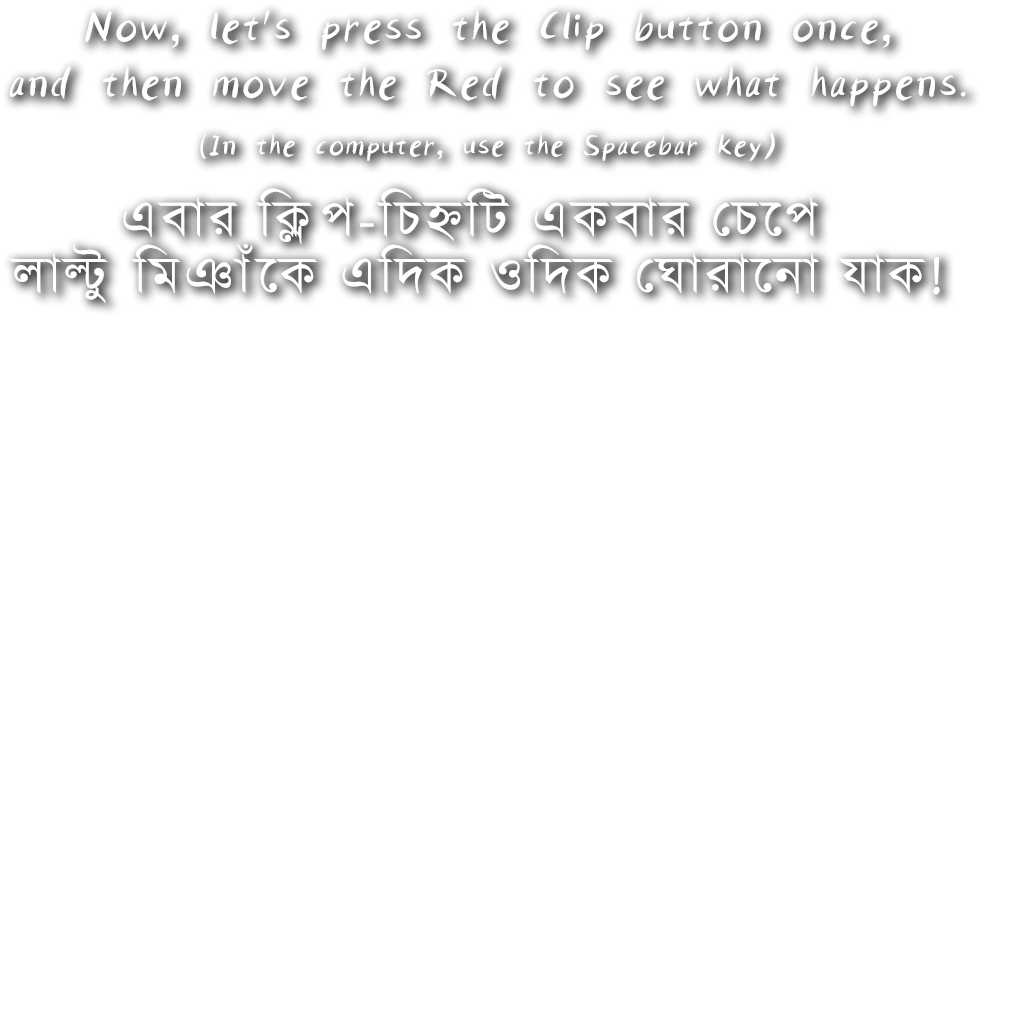 Now, let's press the Clip button once,
and then move the Red to see what happens.
(In the computer, use the Spacebar key)
এবার ক্লিপ-চিহ্নটি একবার চেপে
লাল্টু মিঞাঁকে এদিক ওদিক ঘোরানো যাক!